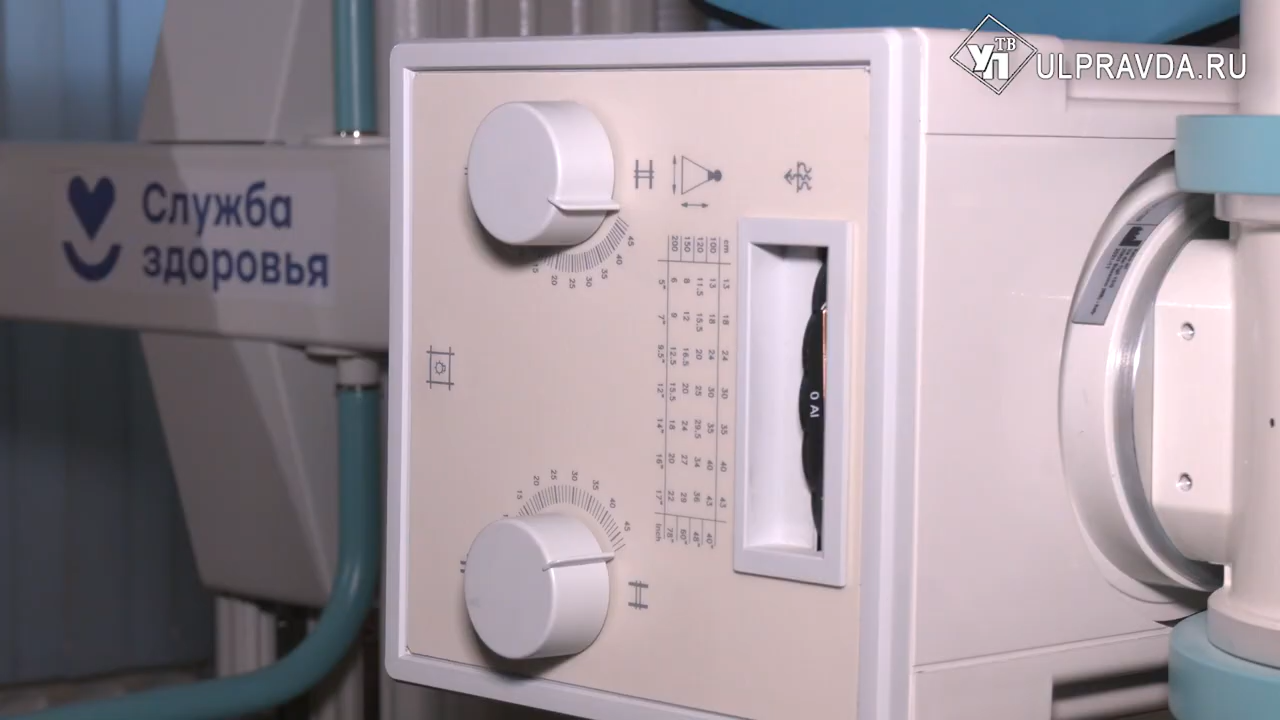 УП ТВ
ULPRAVDA.RU
Служба
здоровья
15 20 25 30 35 40 45
cm 13 18 24 30 35 40 43
100 13 18 24 30 35 40 43 40"
120 11.5 15.5 20 25 29.5 34 36 48"
150 8 12 16.5 20 24 27 29 60"
200 6 9 12.5 15.5 18 20 22 78"
5" 7" 9.5" 12" 14" 16" 17" Inch
0 Al
15 20 25 30 35 40 45